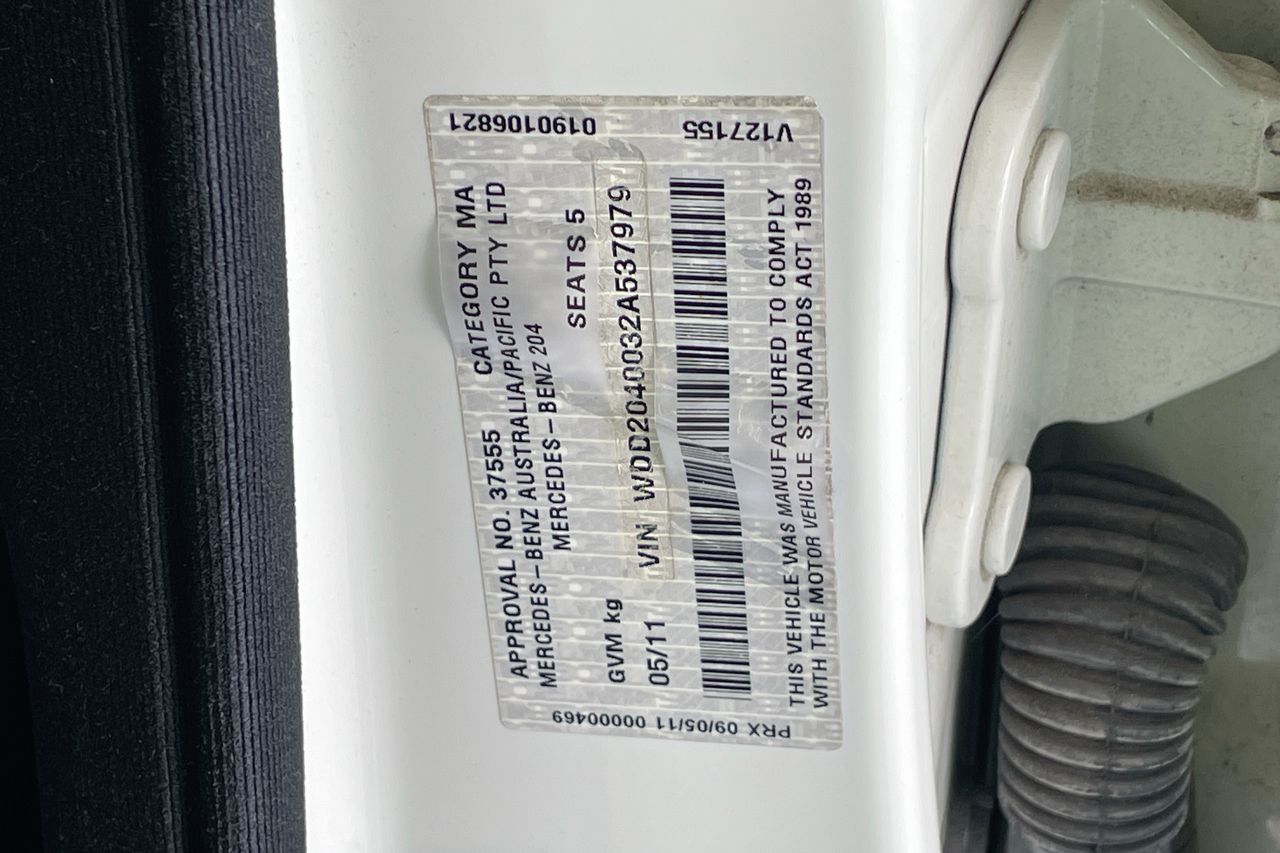 0190106821
V127155
APPROVAL NO. 37555 CATEGORY MA
MERCEDES-BENZ AUSTRALIA/PACIFIC PTY LTD
MERCEDES-BENZ 204
SEATS 5
GVM kg
VIN WDD2040032A537979
05/11
THIS VEHICLE WAS MANUFACTURED TO COMPLY
WITH THE MOTOR VEHICLE STANDARDS ACT 1989
PRX 09/05/11 00000469